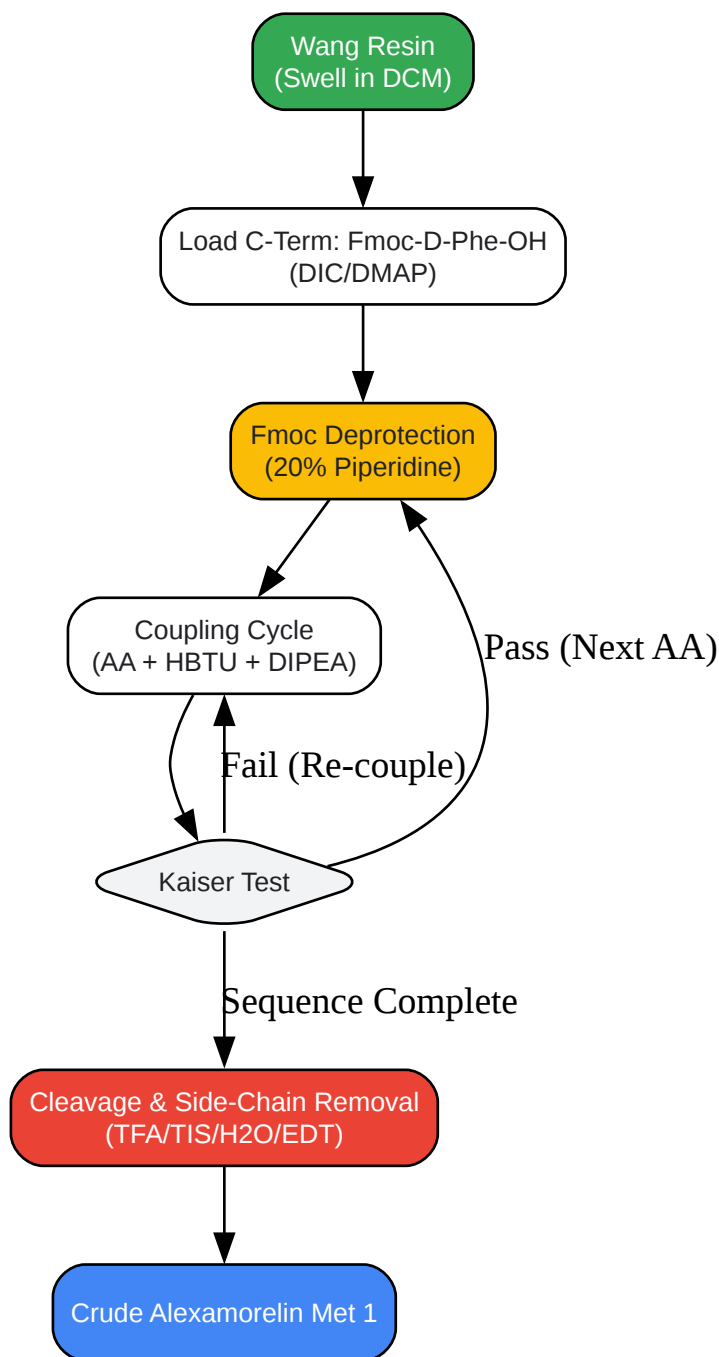 Wang Resin
(Swell in DCM)
Load C-Term: Fmoc-D-Phe-OH
(DIC/DMAP)
Fmoc Deprotection
(20% Piperidine)
Coupling Cycle
(AA + HBTU + DIPEA)
Pass (Next AA)
Fail (Re-couple)
Kaiser Test
Sequence Complete
Cleavage & Side-Chain Removal
(TFA/TIS/H2O/EDT)
Crude Alexamorelin Met 1